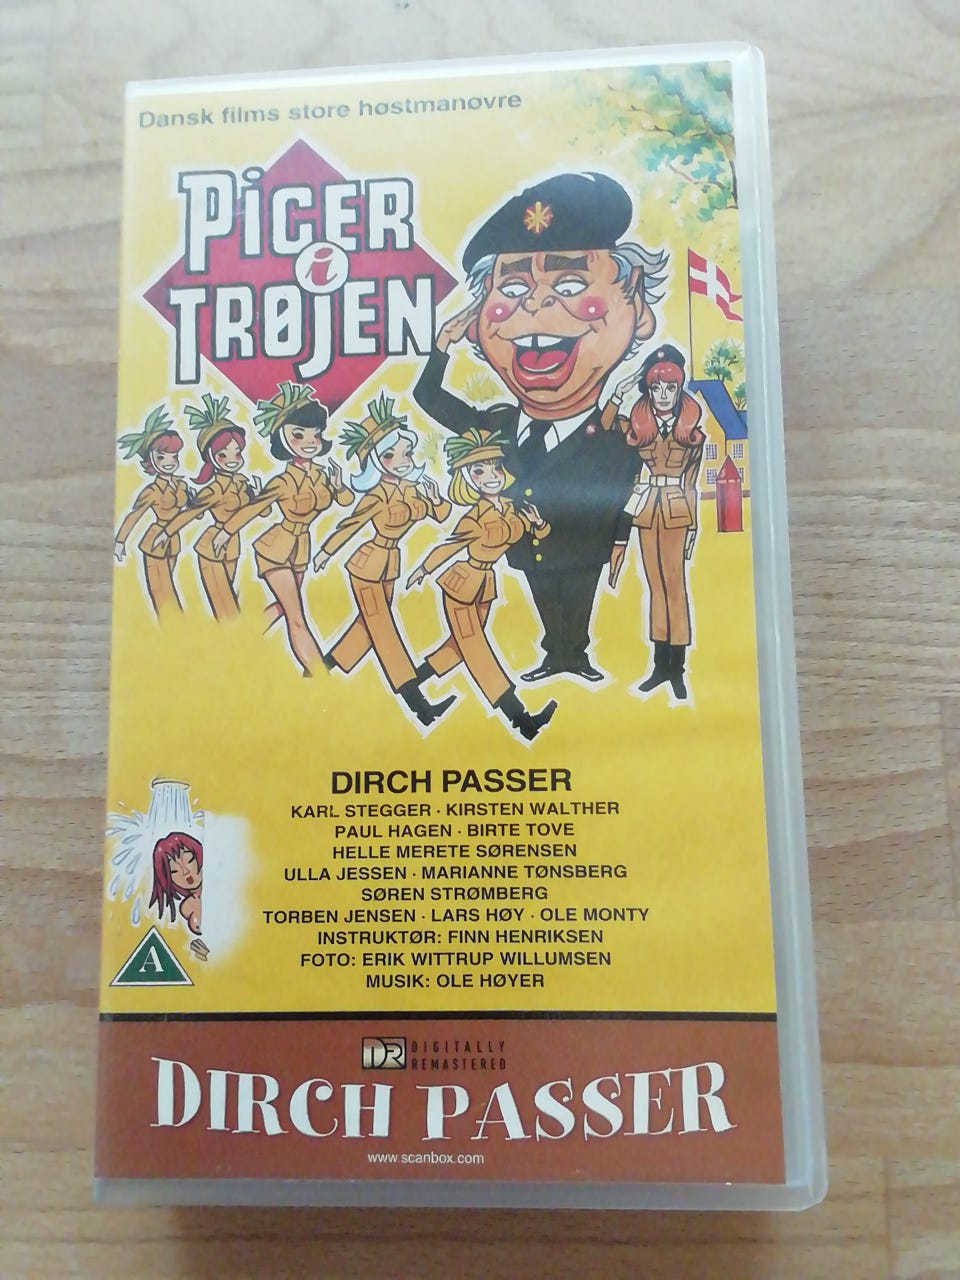 Dansk films store høstmanøvre
PIGER
i
TRØJEN
DIRCH PASSER
KARL STEGGER · KIRSTEN WALTHER
PAUL HAGEN · BIRTE TOVE
HELLE MERETE SØRENSEN
ULLA JESSEN · MARIANNE TØNSBERG
SØREN STRØMBERG
TORBEN JENSEN · LARS HØY · OLE MONTY
INSTRUKTØR: FINN HENRIKSEN
FOTO: ERIK WITTRUP WILLUMSEN
MUSIK: OLE HØYER
A
DR DIGITALLY
REMASTERED
DIRCH PASSER
www.scanbox.com